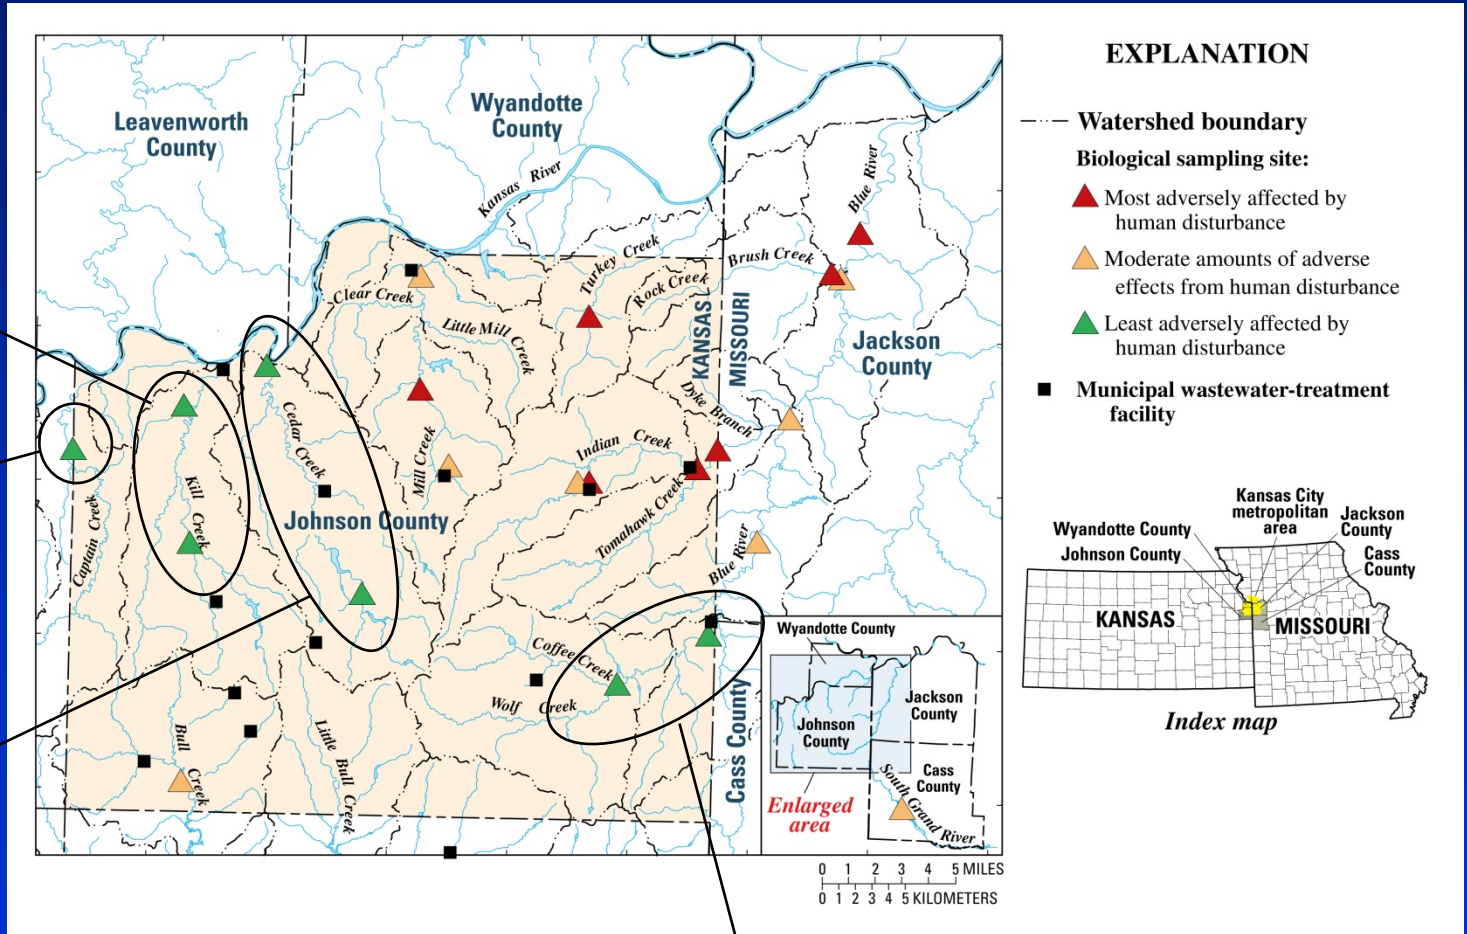 EXPLANATION
Watershed boundary
Biological sampling site:
Most adversely affected by
human disturbance
Moderate amounts of adverse
effects from human disturbance
Least adversely affected by
human disturbance
Municipal wastewater-treatment
facility
Leavenworth
County
Wyandotte
County
Kansas River
Blue River
Turkey Creek
Brush Creek
Rock Creek
Clear Creek
Little Mill Creek
KANSAS
MISSOURI
Jackson
County
Dyke Branch
Cedar Creek
Mill Creek
Indian Creek
Kill Creek
Captain Creek
Johnson County
Tomahawk Creek
Blue River
Coffee Creek
Wolf Creek
Bull Creek
Little Bull Creek
Cass County
Wyandotte County
Jackson
County
Johnson
County
Cass
County
South Grand River
Enlarged
area
0 1 2 3 4 5 MILES
0 1 2 3 4 5 KILOMETERS
Kansas City
metropolitan
area
Wyandotte County
Johnson County
Jackson
County
Cass
County
KANSAS
MISSOURI
Index map